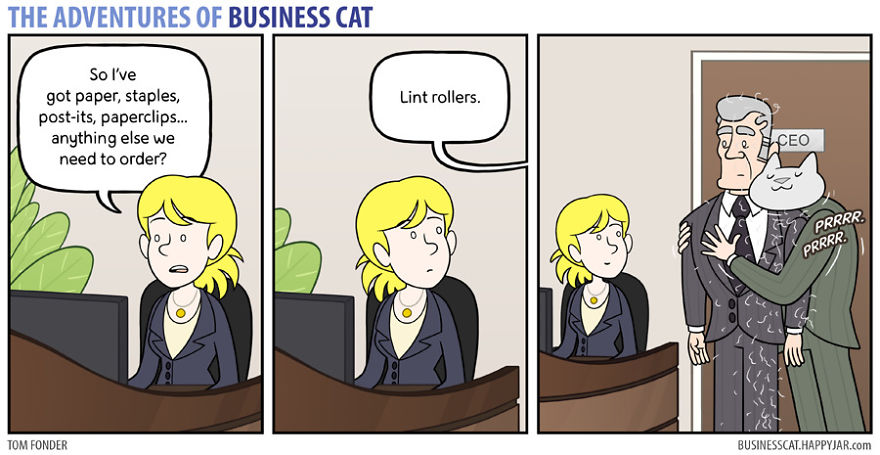 THE ADVENTURES OF BUSINESS CAT
So I've
got paper, staples,
post-its, paperclips...
anything else we
need to order?
Lint rollers.
CEO
PRRRR.
PRRR.
TOM FONDER
BUSINESSCAT.HAPPYJAR.com